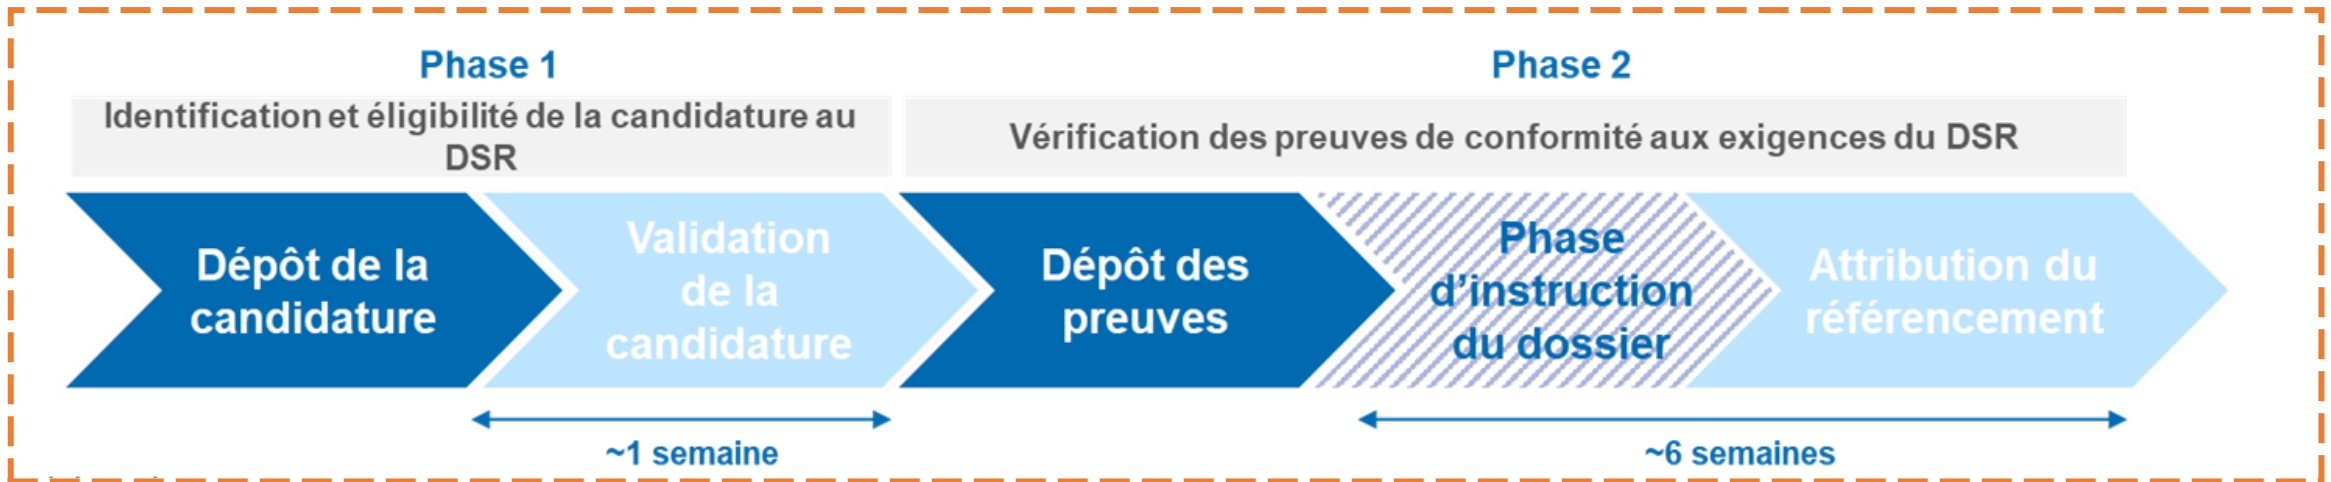 Phase 1
Identification et éligibilité de la candidature au
DSR
Phase 2
Vérification des preuves de conformité aux exigences du DSR
Dépôt de la
candidature
Validation
de la
candidature
Dépôt des
preuves
Phase
d’instruction
du dossier
Attribution du
référencement
~1 semaine
~6 semaines